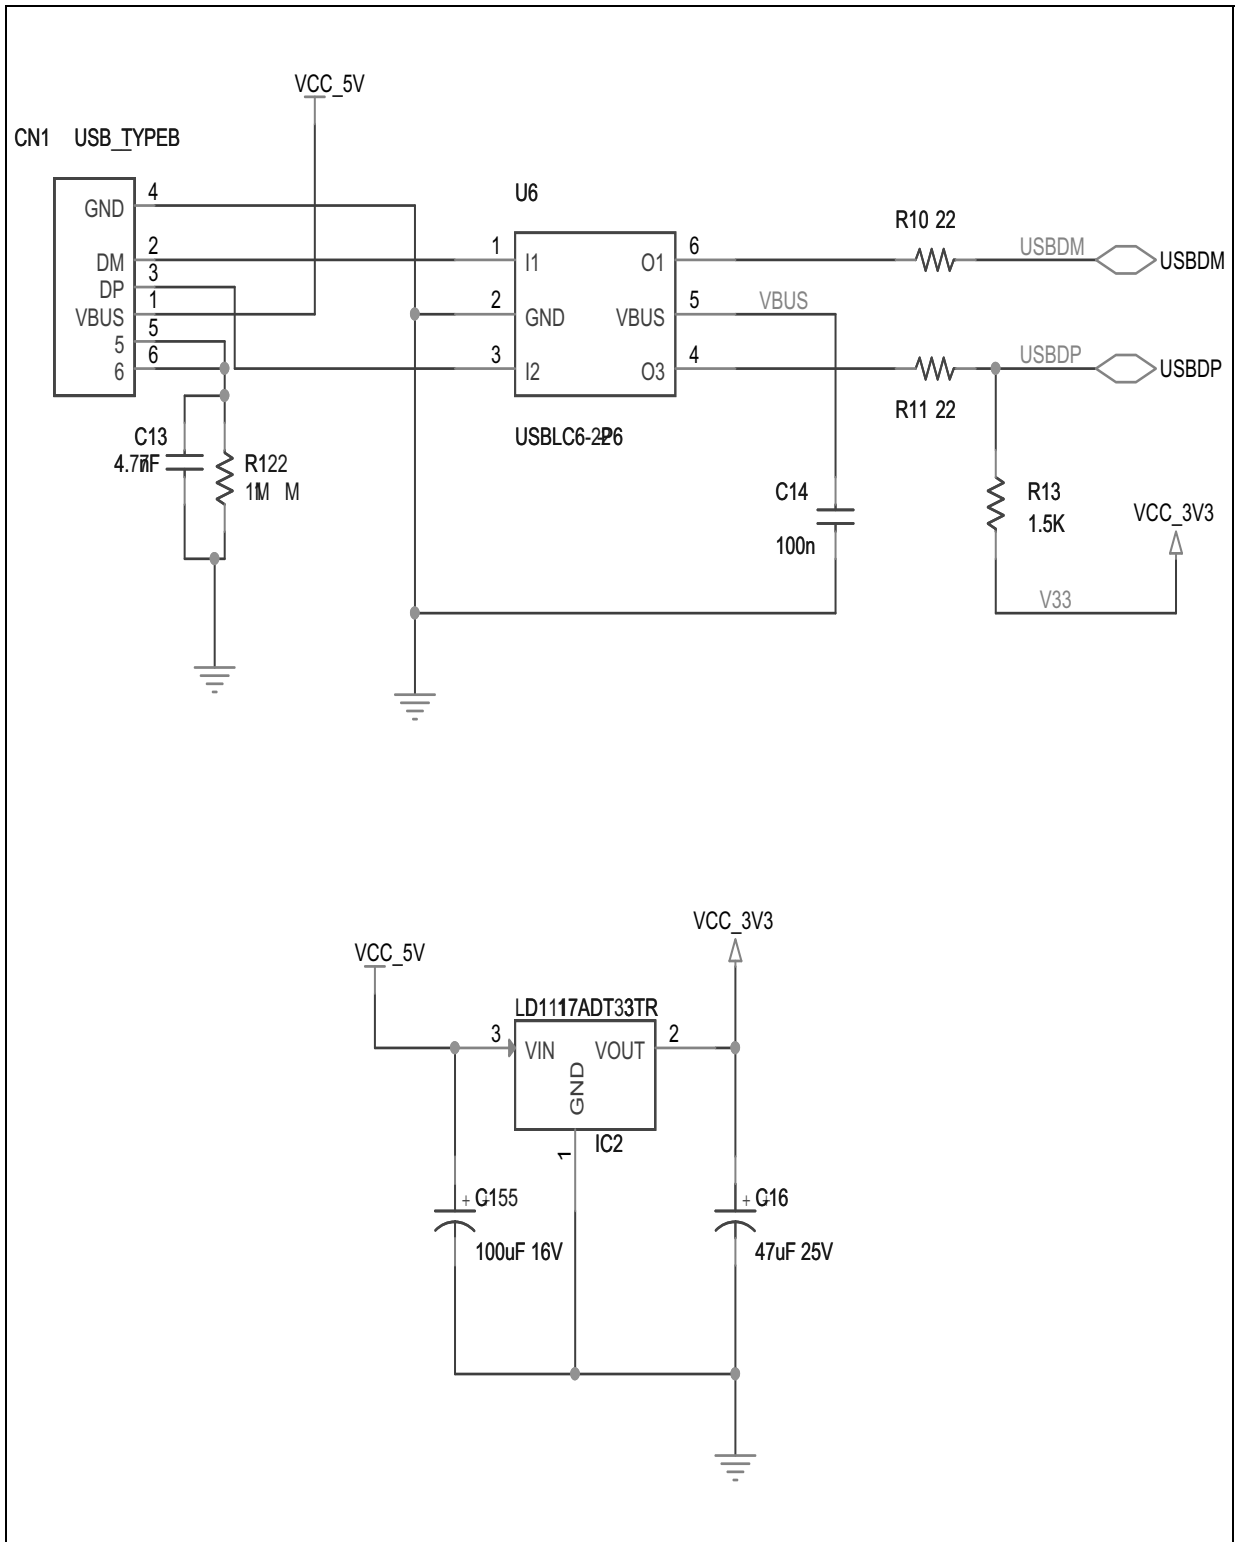 VCC_5V
CN1 USB_TYPEB
GND 4
DM 2
DP 3
VBUS 1
5 5
6 6
C13
R122
U6
1 I1 O1 6
2 GND VBUS 5
3 I2 O3 4
VBUS
R10 22
USBDM
USBDM
USBDP
USBDP
R11 22
C14
100n
R13
1.5K
VCC_3V3
V33
VCC_5V
VCC_3V3
LD1117ADT33TR
3 VIN VOUT 2
GND
1
IC2
+
100uF 16V
+ C16
47uF 25V